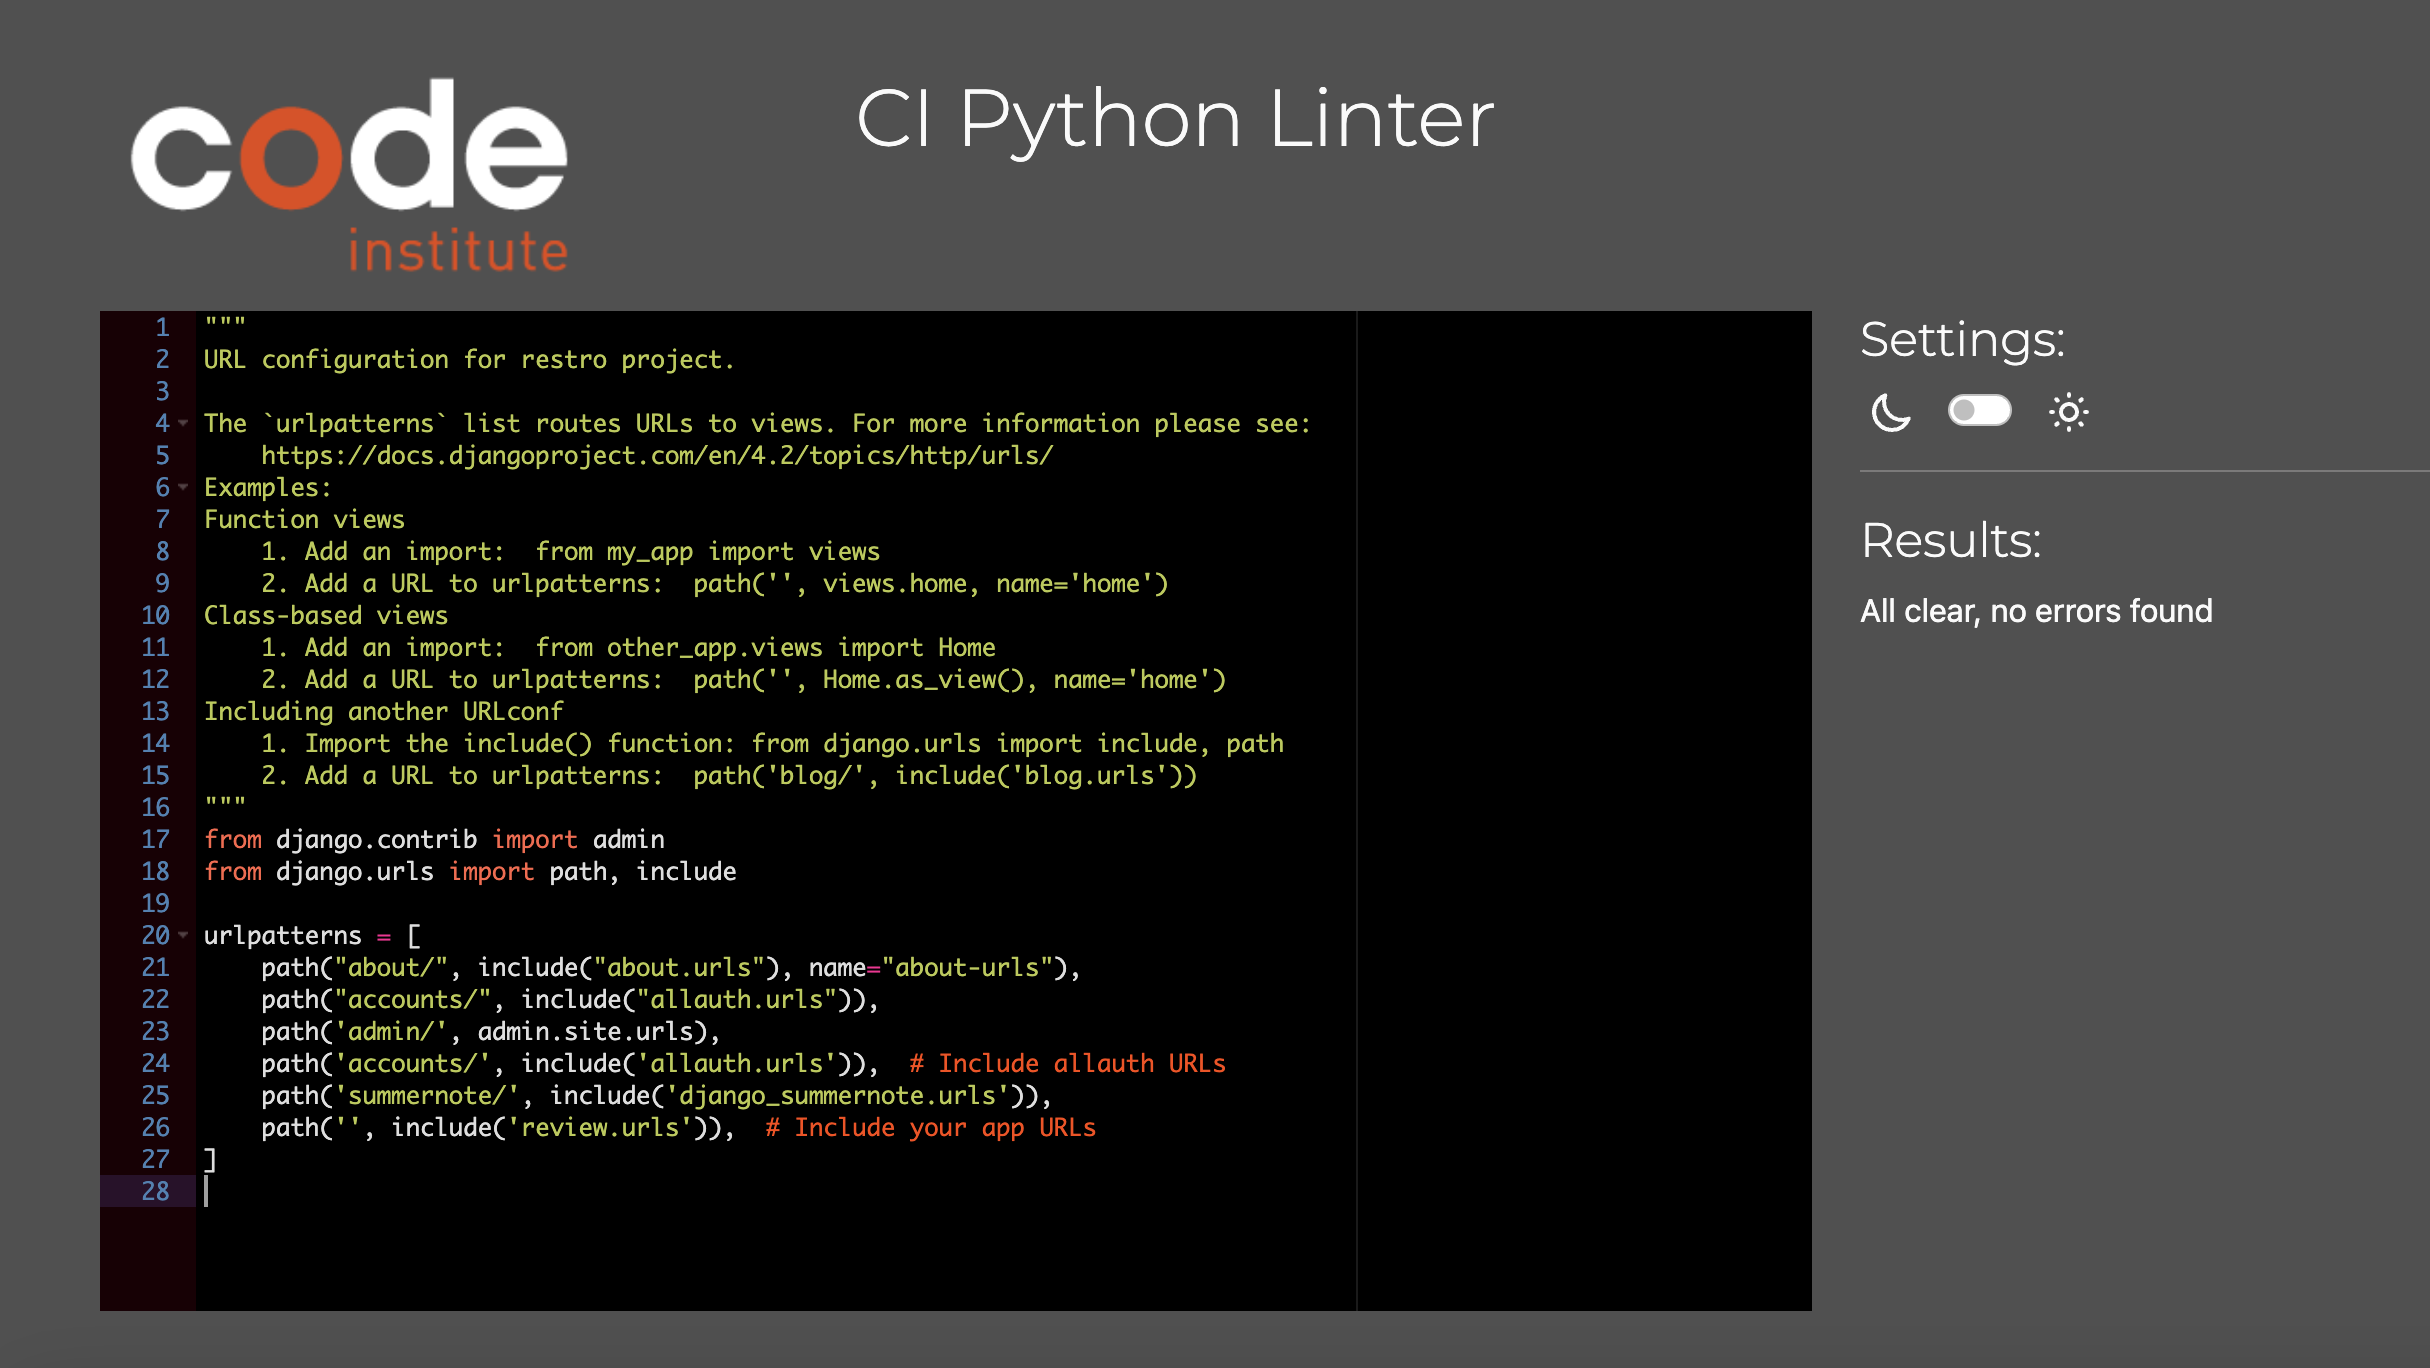 code
institute
CI Python Linter
1 """
2 URL configuration for restro project.
3
4 The `urlpatterns` list routes URLs to views. For more information please see:
5     https://docs.djangoproject.com/en/4.2/topics/http/urls/
6 Examples:
7 Function views
8     1. Add an import:  from my_app import views
9     2. Add a URL to urlpatterns:  path('', views.home, name='home')
10 Class-based views
11     1. Add an import:  from other_app.views import Home
12     2. Add a URL to urlpatterns:  path('', Home.as_view(), name='home')
13 Including another URLconf
14     1. Import the include() function: from django.urls import include, path
15     2. Add a URL to urlpatterns:  path('blog/', include('blog.urls'))
16 """
17 from django.contrib import admin
18 from django.urls import path, include
19
20 urlpatterns = [
21     path("about/", include("about.urls"), name="about-urls"),
22     path("accounts/", include("allauth.urls")),
23     path('admin/', admin.site.urls),
24     path('accounts/', include('allauth.urls')),  # Include allauth URLs
25     path('summernote/', include('django_summernote.urls')),
26     path('', include('review.urls')),  # Include your app URLs
27 ]
28
Settings:
Results:
All clear, no errors found